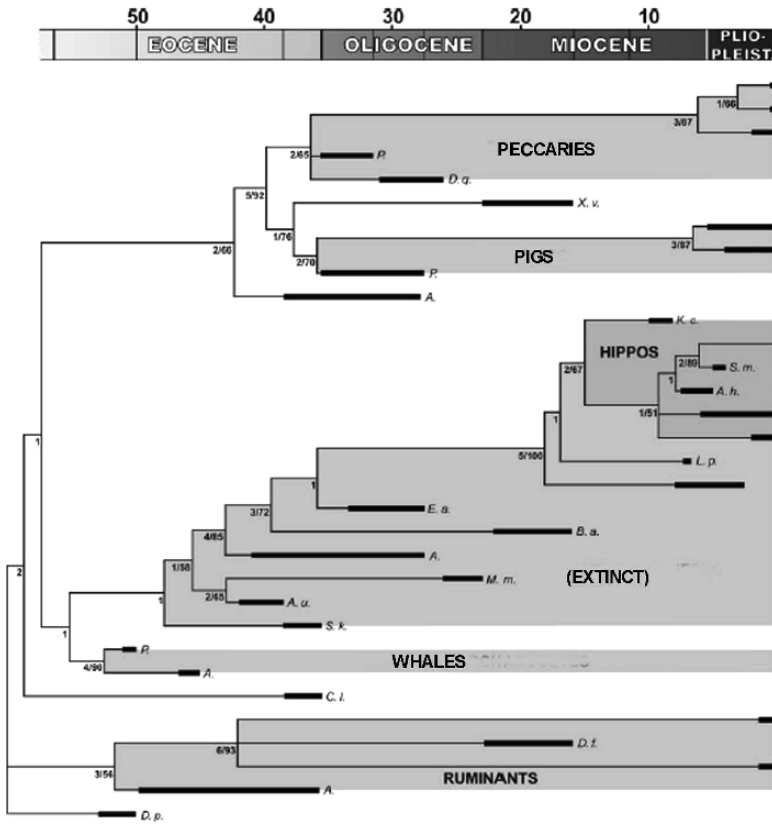 50 40 30 20 10
EOCENE OLIGOCENE MIOCENE PLIO-
PLEIST
1/66
3/87
2/65 P. PECCARIES
D. q.
5/92
X. v.
1/76
2/66
3/87
PIGS
2/70 P.
A.
K. c.
HIPPOS
2/89
2/67 S. m.
1
A. h.
1/51
1
1
L. p.
5/100
1
E. a.
3/72
B. a.
4/85
A.
1/58
M. m. (EXTINCT)
2/65 A. u.
2
1
S. k.
1
P.
WHALES
4/90
A.
C. l.
6/93 D. f.
3/56
RUMINANTS
A.
D. p.